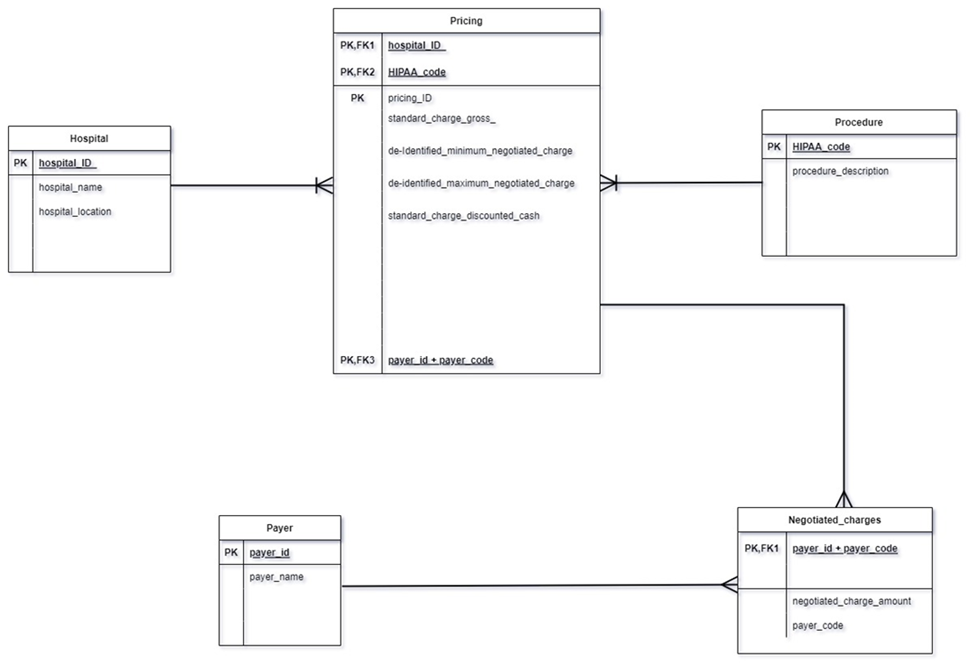 Pricing
PK,FK1 hospital_ID_
PK,FK2 HIPAA_code
PK pricing_ID
standard_charge_gross_
de-Identified_minimum_negotiated_charge
de-identified_maximum_negotiated_charge
standard_charge_discounted_cash
PK,FK3 payer_id + payer_code
Hospital
PK hospital_ID_
hospital_name
hospital_location
Procedure
PK HIPAA_code
procedure_description
Payer
PK payer_id
payer_name
Negotiated_charges
PK,FK1 payer_id + payer_code
negotiated_charge_amount
payer_code